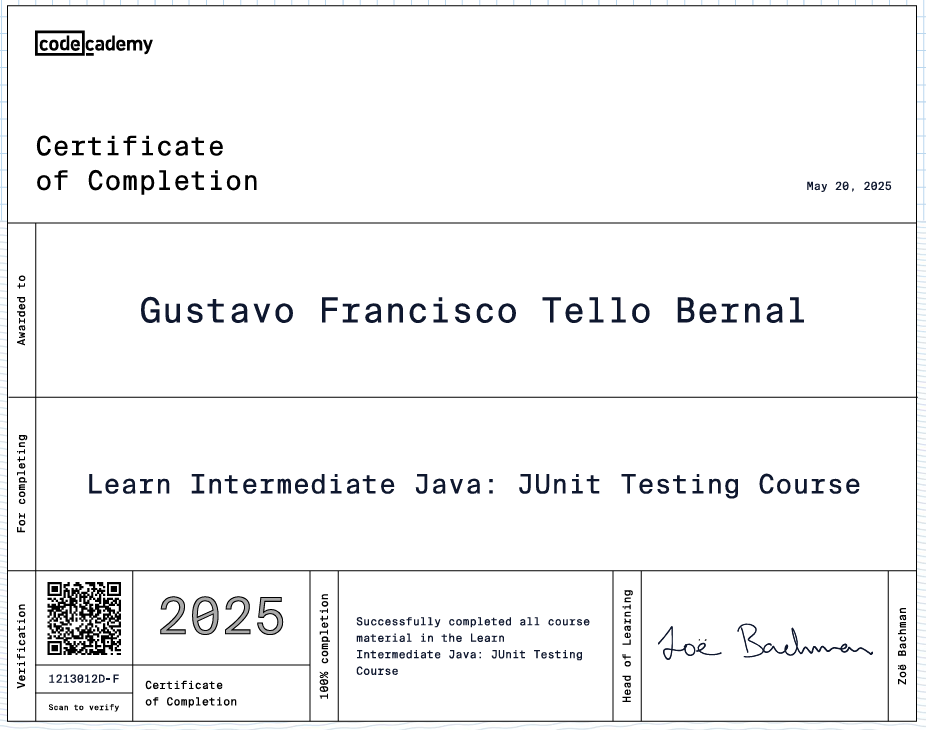 codecademy
Certificate
of Completion
May 20, 2025
Awarded to
Gustavo Francisco Tello Bernal
For completing
Learn Intermediate Java: JUnit Testing Course
Verification
1213012D-F
Scan to verify
2025
Certificate
of Completion
100% completion
Successfully completed all course
material in the Learn
Intermediate Java: JUnit Testing
Course
Head of Learning
Zoë Bachman
Zoë Bachman